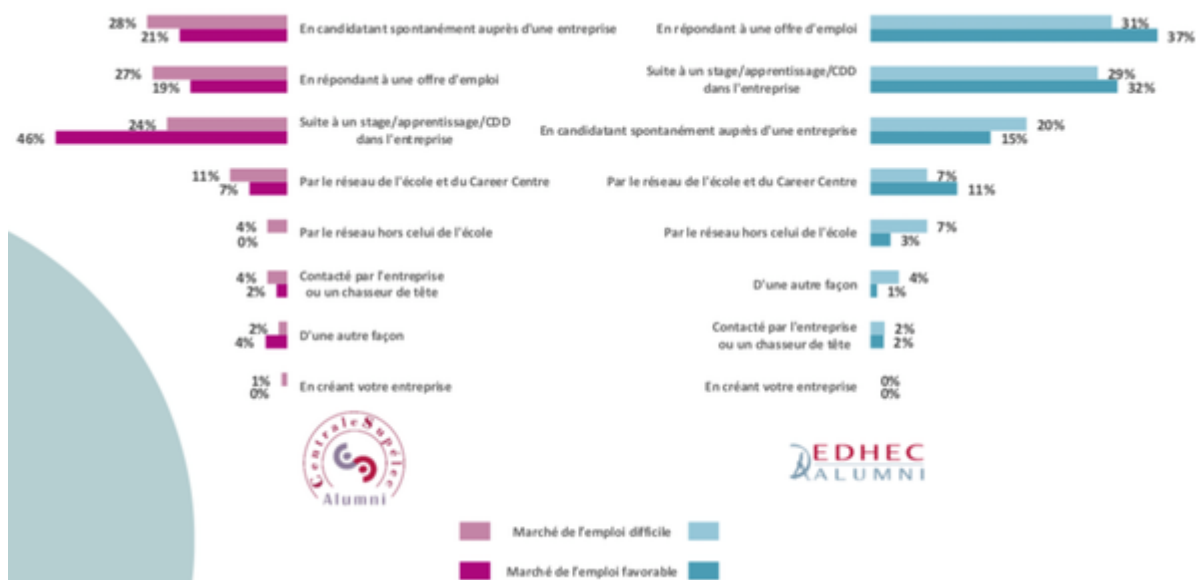 28%
21%
En candidatant spontanément auprès d'une entreprise
En répondant à une offre d'emploi
31%
37%
27%
19%
En répondant à une offre d'emploi
Suite à un stage/apprentissage/CDD
dans l'entreprise
29%
32%
24%
46%
Suite à un stage/apprentissage/CDD
dans l'entreprise
En candidatant spontanément auprès d'une entreprise
20%
15%
11%
7%
Par le réseau de l'école et du Career Centre
Par le réseau de l'école et du Career Centre
7%
11%
4%
0%
Par le réseau hors celui de l'école
Par le réseau hors celui de l'école
7%
3%
4%
2%
Contacté par l'entreprise
ou un chasseur de tête
D'une autre façon
4%
1%
2%
4%
D'une autre façon
Contacté par l'entreprise
ou un chasseur de tête
2%
2%
1%
0%
En créant votre entreprise
En créant votre entreprise
0%
0%
CentraleSupélec
Alumni
EDHEC
ALUMNI
Marché de l'emploi difficile
Marché de l'emploi favorable